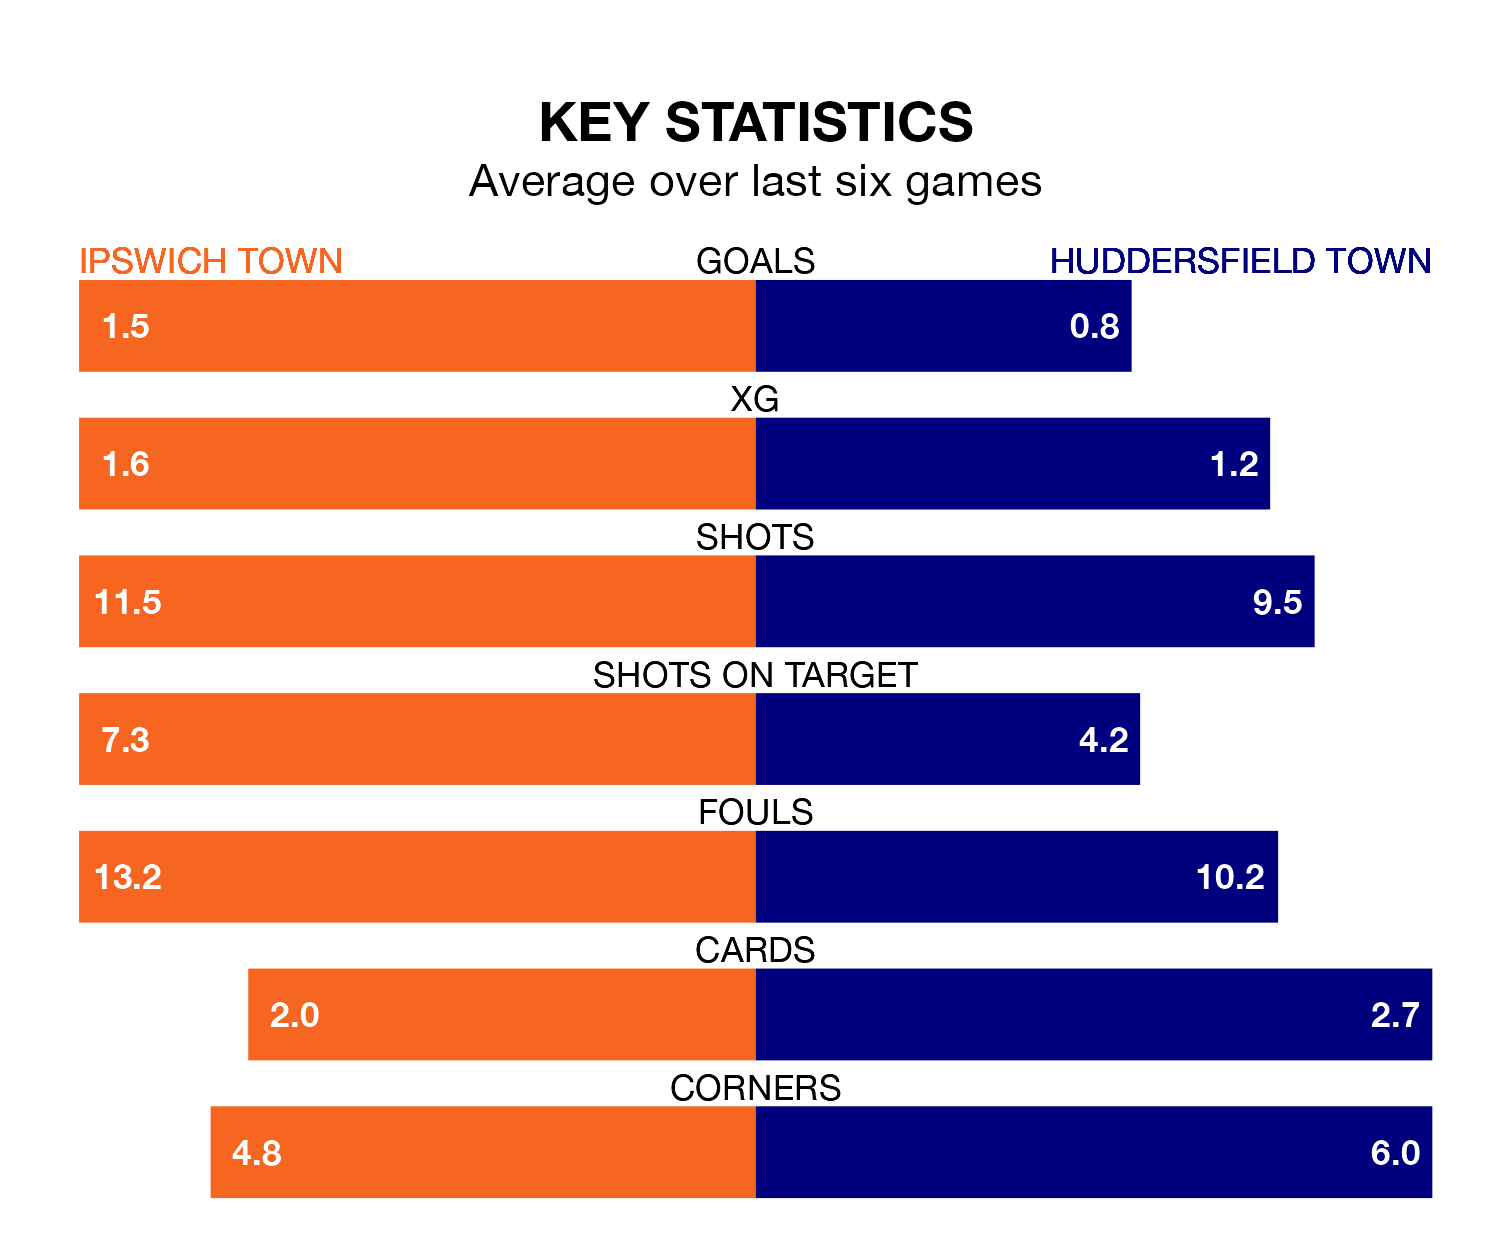 KEY STATISTICS
Average over last six games
IPSWICH TOWN GOALS HUDDERSFIELD TOWN
1.5 0.8
XG
1.6 1.2
SHOTS
11.5 9.5
SHOTS ON TARGET
7.3 4.2
FOULS
13.2 10.2
CARDS
2.0 2.7
CORNERS
4.8 6.0